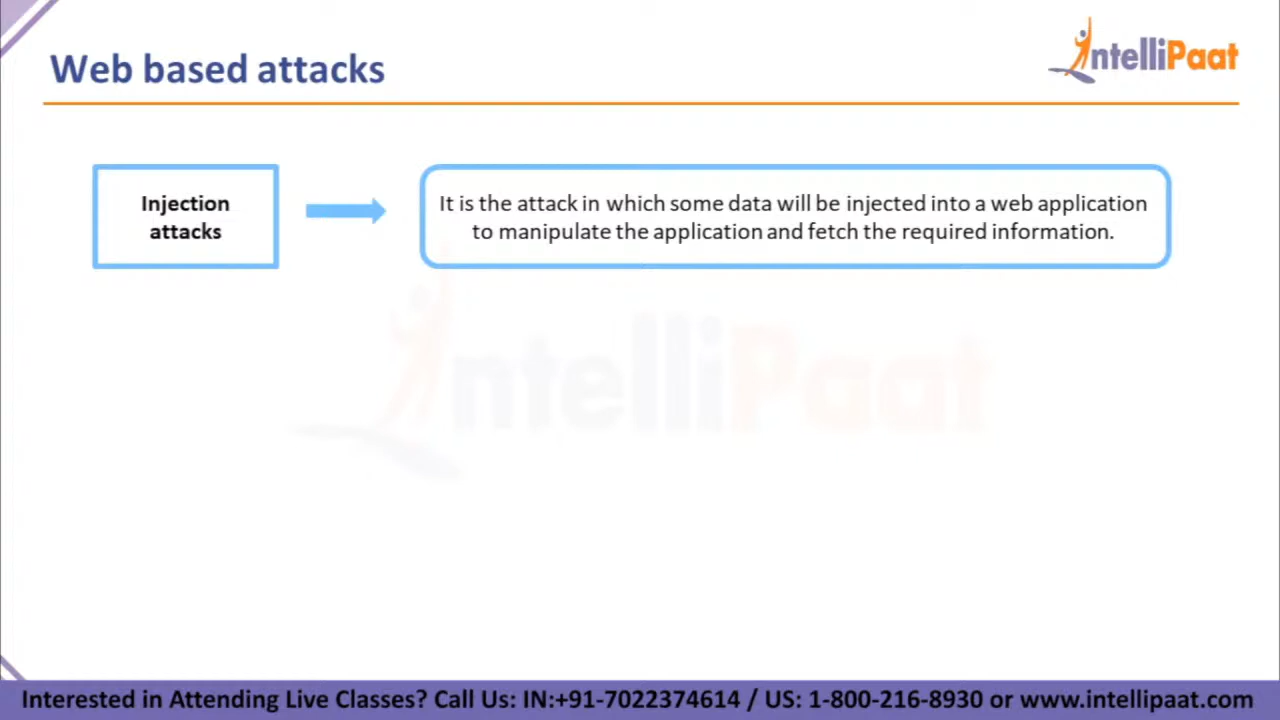 Web based attacks
IntelliPaat
Injection
attacks
It is the attack in which some data will be injected into a web application
to manipulate the application and fetch the required information.
IntelliPaat
Interested in Attending Live Classes? Call Us: IN:+91-7022374614 / US: 1-800-216-8930 or www.intellipaat.com